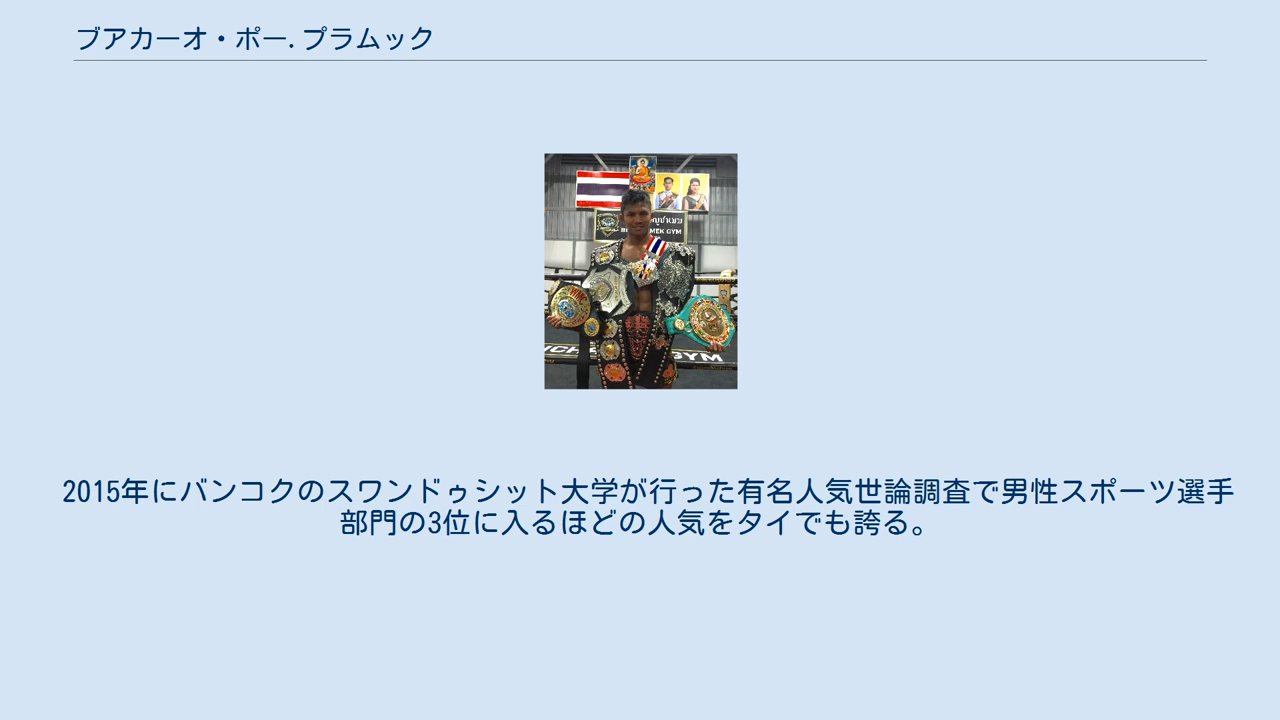 ブアカーオ・ポー.プラムック
MEK GYM
GYM
2015年にバンコクのスワンドゥシット大学が行った有名人気世論調査で男性スポーツ選手
部門の3位に入るほどの人気をタイでも誇る。